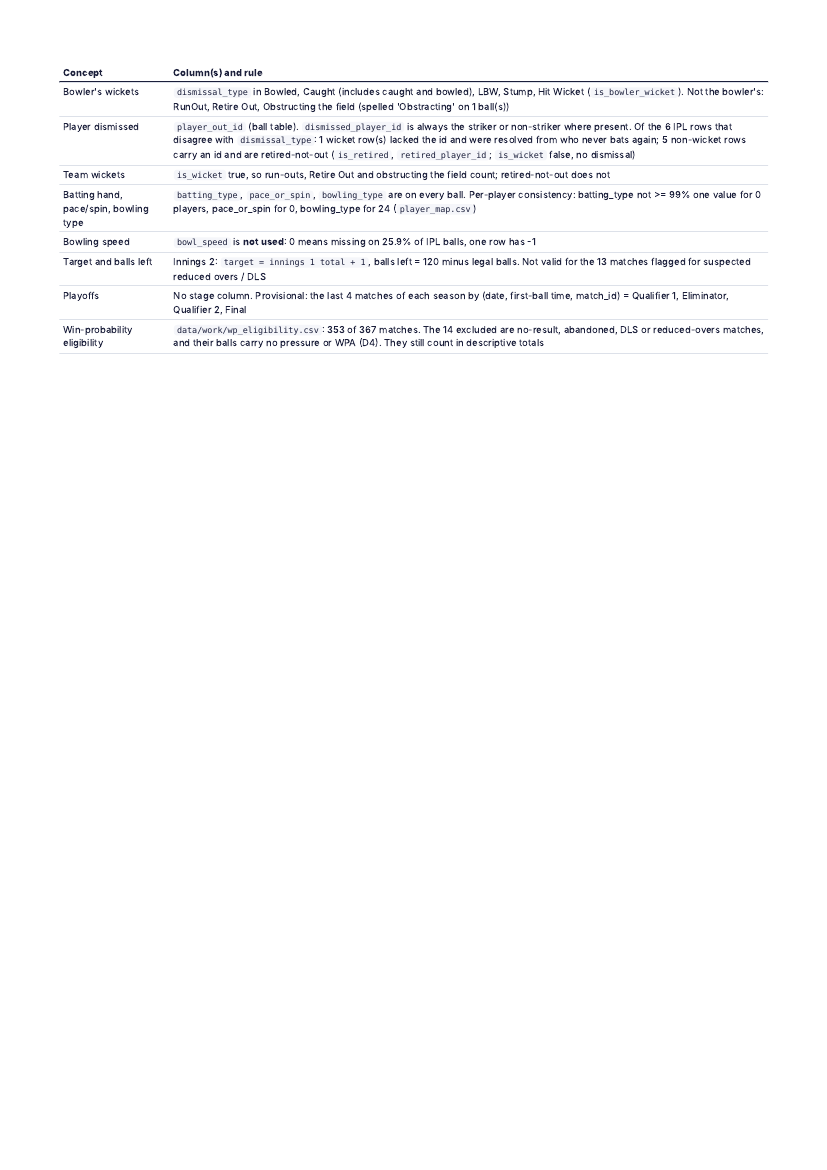 Concept Column(s) and rule
Bowler's wickets dismissal_type in Bowled, Caught (includes caught and bowled), LBW, Stump, Hit Wicket ( is_bowler_wicket ). Not the bowler's:
RunOut, Retire Out, Obstructing the field (spelled 'Obstracting' on 1 ball(s))
Player dismissed player_out_id (ball table). dismissed_player_id is always the striker or non-striker where present. Of the 6 IPL rows that
disagree with dismissal_type: 1 wicket row(s) lacked the id and were resolved from who never bats again; 5 non-wicket rows
carry an id and are retired-not-out ( is_retired, retired_player_id; is_wicket false, no dismissal)
Team wickets is_wicket true, so run-outs, Retire Out and obstructing the field count; retired-not-out does not
Batting hand, batting_type, pace_or_spin, bowling_type are on every ball. Per-player consistency: batting_type not >= 99% one value for 0
pace/spin, bowling players, pace_or_spin for 0, bowling_type for 24 ( player_map.csv )
type
Bowling speed bowl_speed is not used: 0 means missing on 25.9% of IPL balls, one row has -1
Target and balls left Innings 2: target = innings 1 total + 1, balls left = 120 minus legal balls. Not valid for the 13 matches flagged for suspected
reduced overs / DLS
Playoffs No stage column. Provisional: the last 4 matches of each season by (date, first-ball time, match_id) = Qualifier 1, Eliminator,
Qualifier 2, Final
Win-probability data/work/wp_eligibility.csv: 353 of 367 matches. The 14 excluded are no-result, abandoned, DLS or reduced-overs matches,
eligibility and their balls carry no pressure or WPA (D4). They still count in descriptive totals